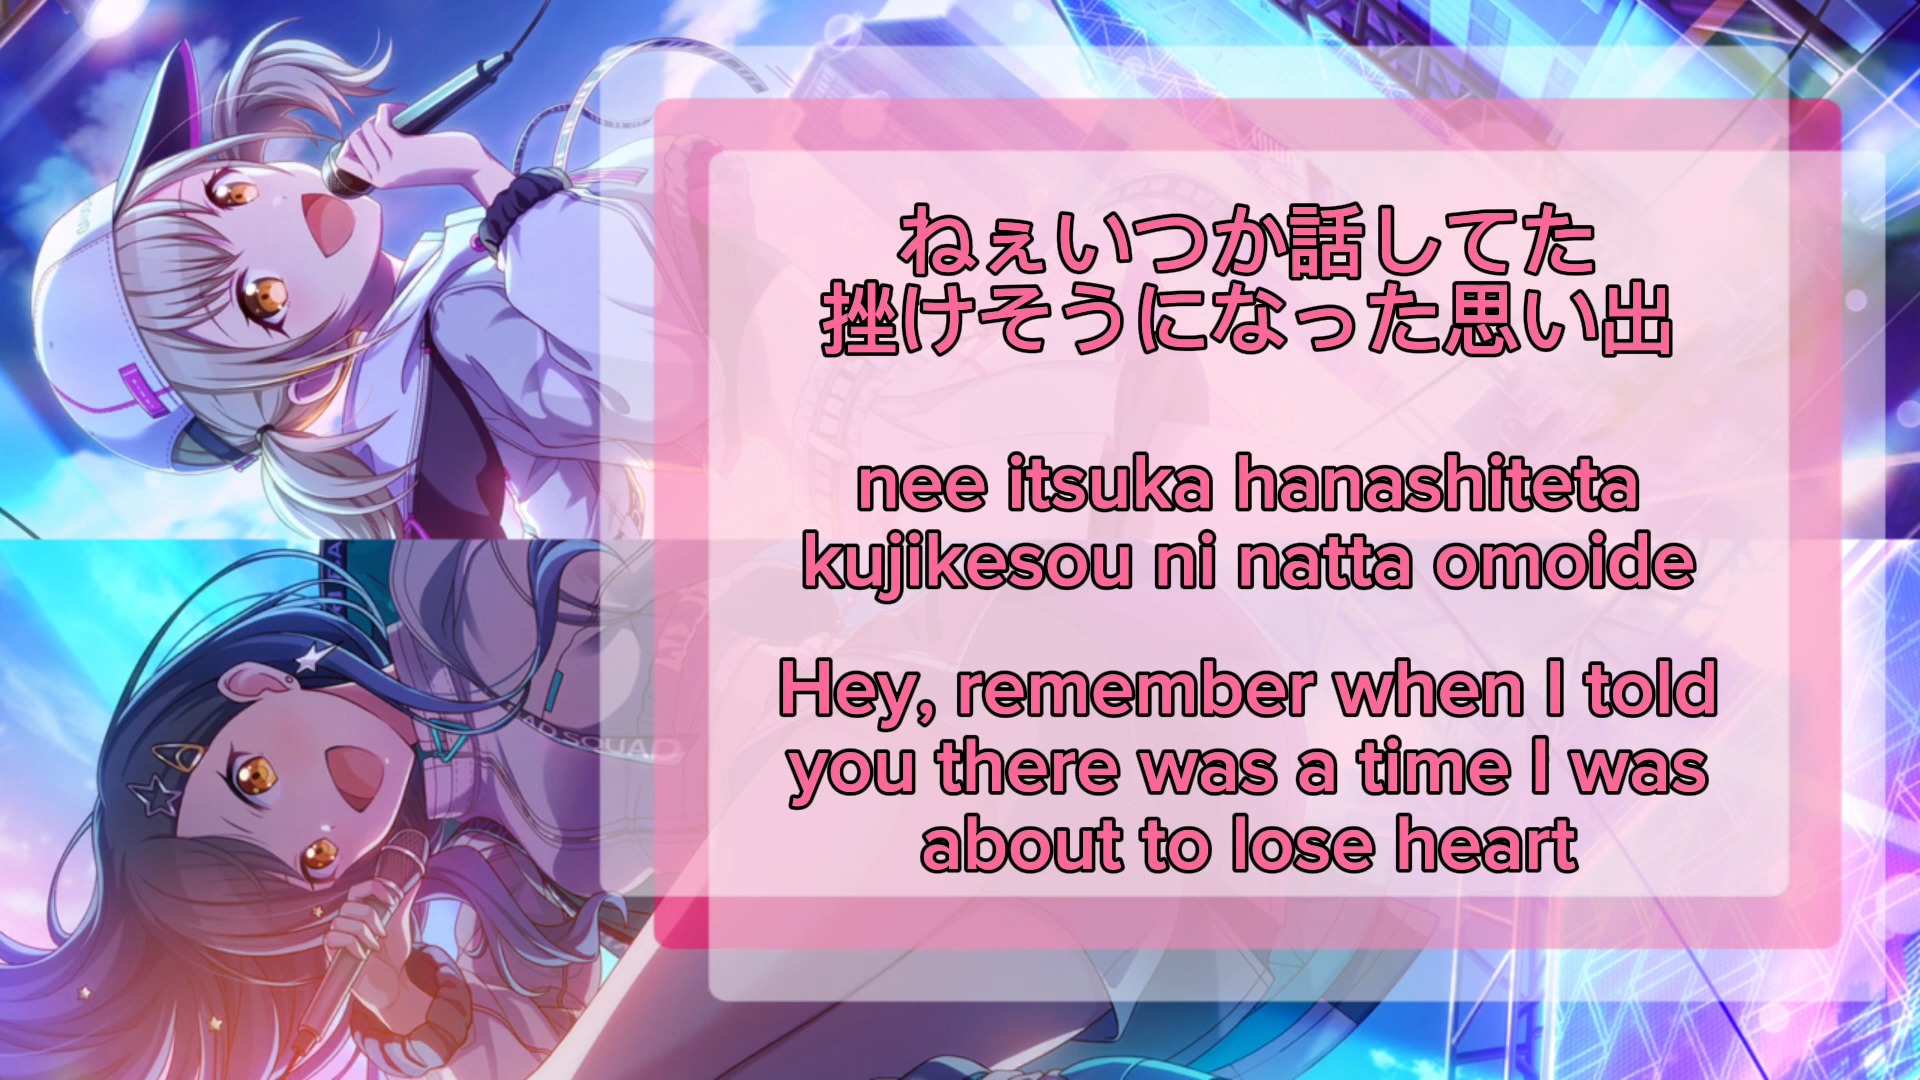 ねぇいつか話してた
挫けそうになった思い出
nee itsuka hanashiteta
kujikesou ni natta omoide
Hey, remember when I told
you there was a time I was
about to lose heart
AD SQUAD